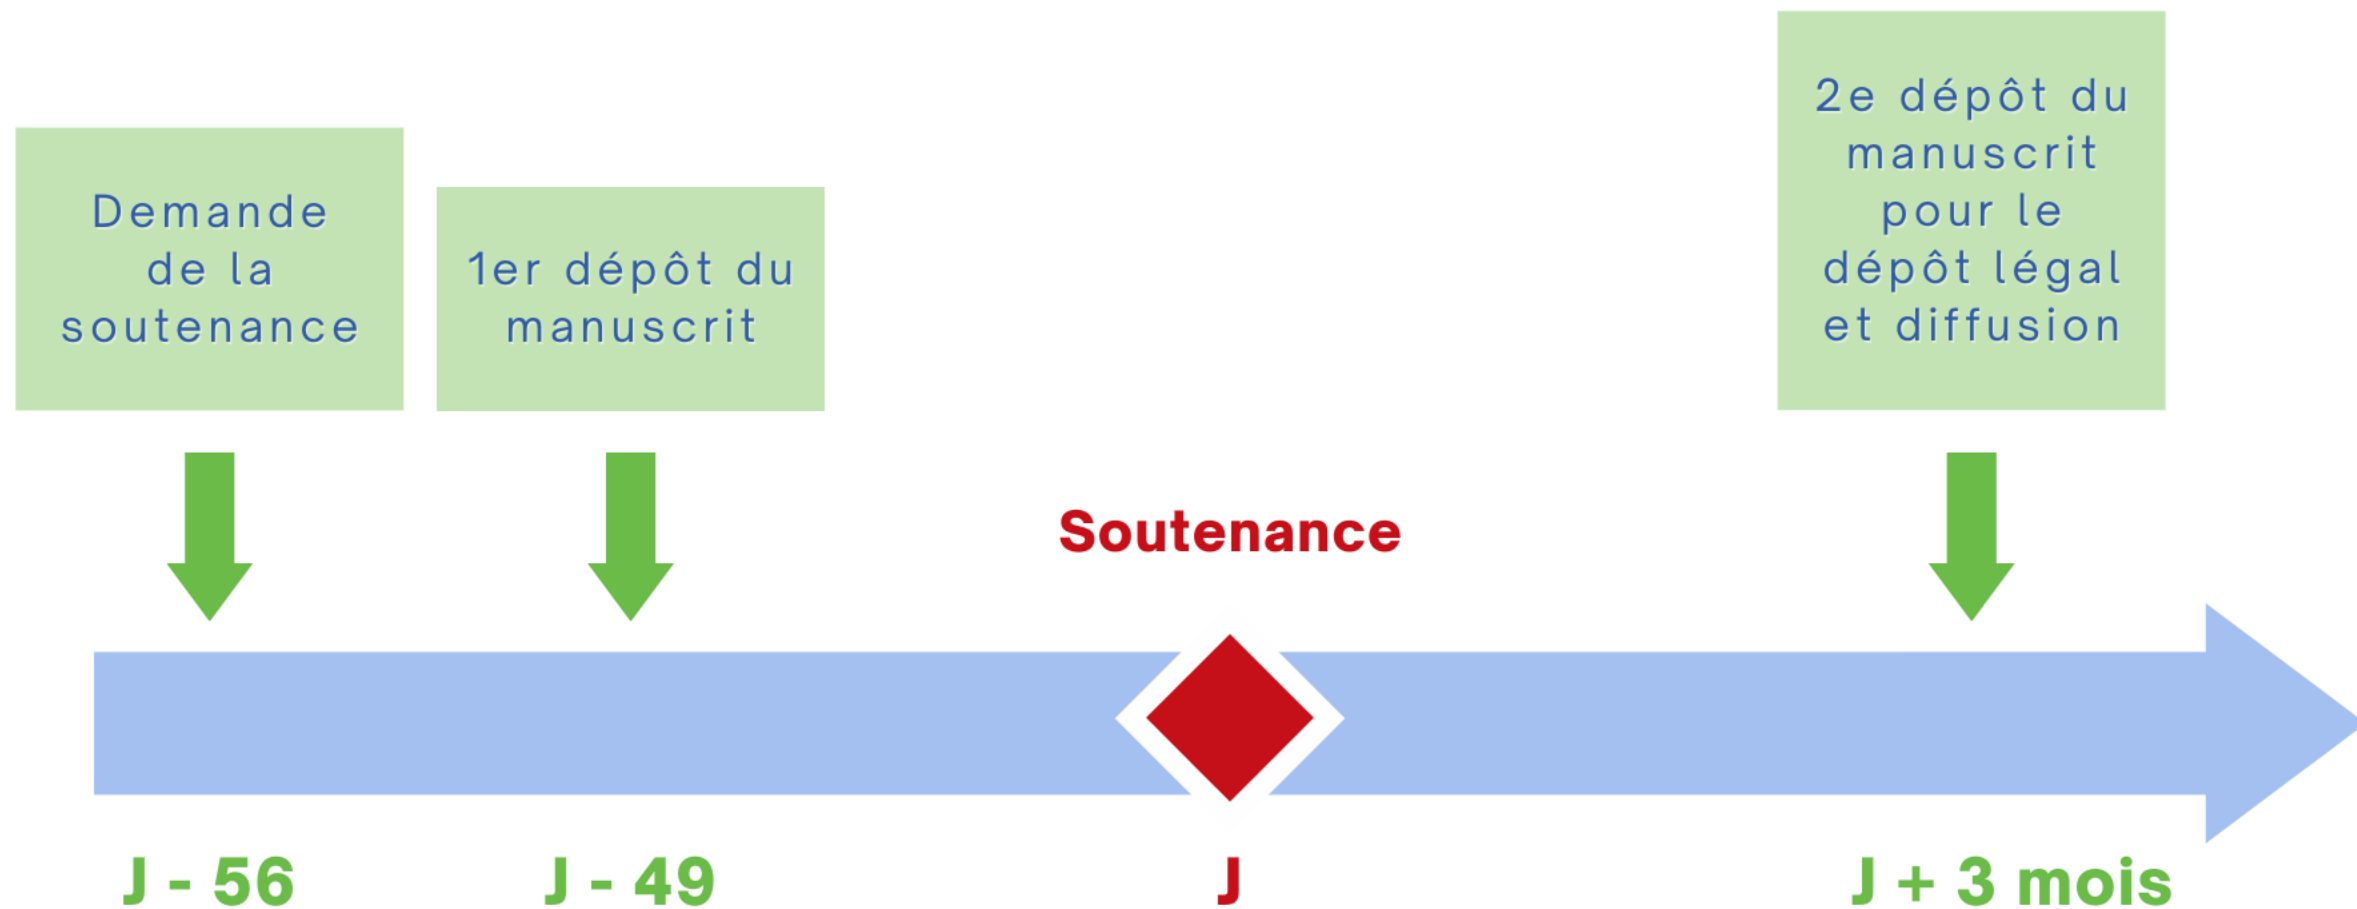 Demande
de la
soutenance
1er dépôt du
manuscrit
2e dépôt du
manuscrit
pour le
dépôt légal
et diffusion
Soutenance
J - 56
J - 49
J
J + 3 mois